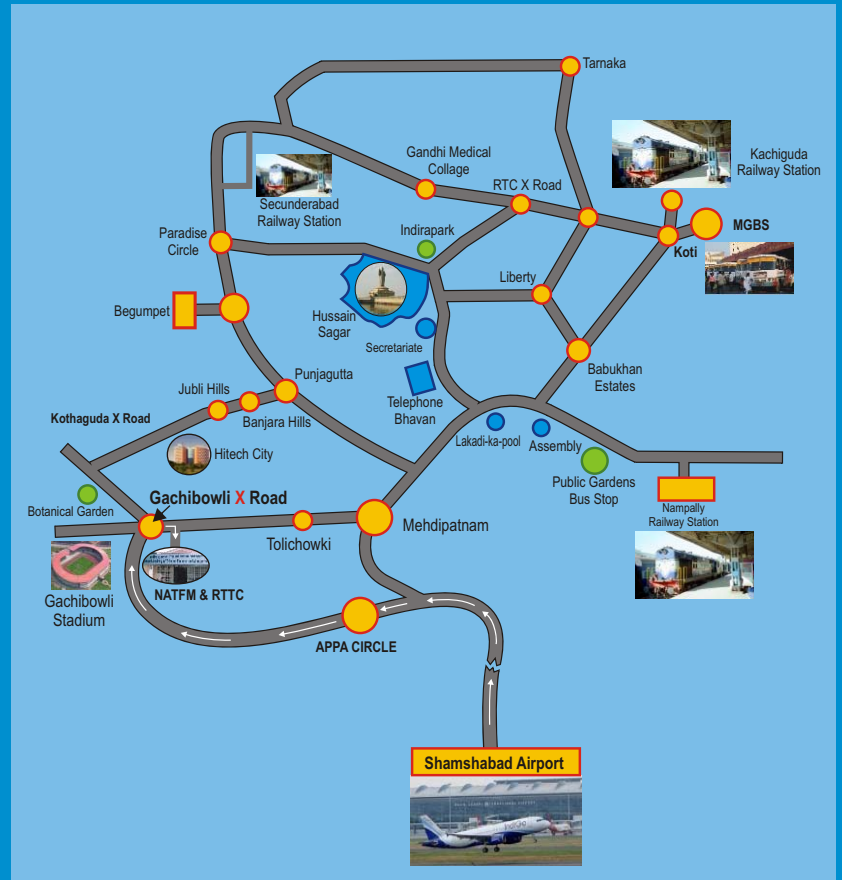 Tarnaka
Gandhi Medical
Collage
Kachiguda
Railway Station
RTC X Road
Secunderabad
Railway Station
MGBS
Paradise
Circle
Indirapark
Koti
Liberty
Begumpet
Hussain
Sagar
Secretariate
Punjagutta
Babukhan
Estates
Jubli Hills
Telephone
Bhavan
Kothaguda X Road
Banjara Hills
Lakadi-ka-pool
Assembly
Hitech City
Public Gardens
Bus Stop
Gachibowli X Road
Botanical Garden
Nampally
Railway Station
Mehdipatnam
Tolichowki
NATFM & RTTC
Gachibowli
Stadium
APPA CIRCLE
Shamshabad Airport
IndiGo